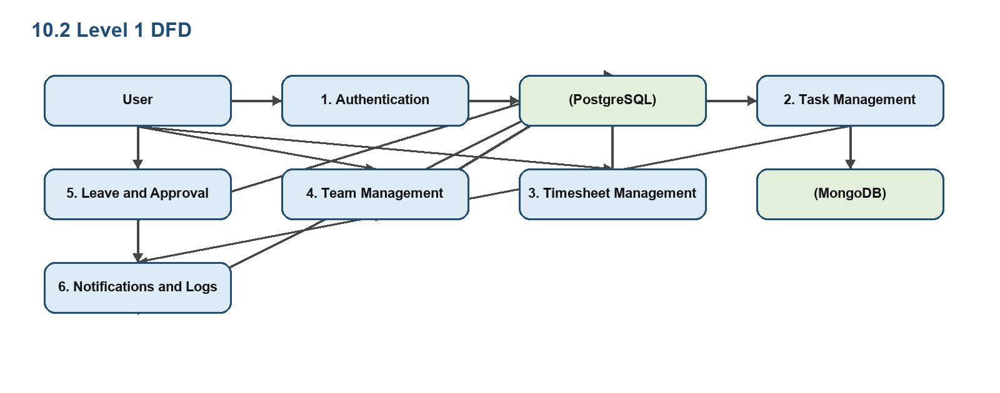 10.2 Level 1 DFD
User
1. Authentication
(PostgreSQL)
2. Task Management
5. Leave and Approval
4. Team Management
3. Timesheet Management
(MongoDB)
6. Notifications and Logs